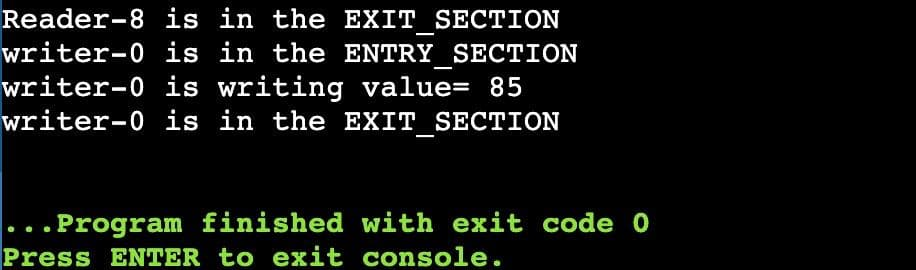 Reader-8 is in the EXIT_SECTION
writer-0 is in the ENTRY_SECTION
writer-0 is writing value= 85
writer-0 is in the EXIT_SECTION
...Program finished with exit code 0
Press ENTER to exit console.